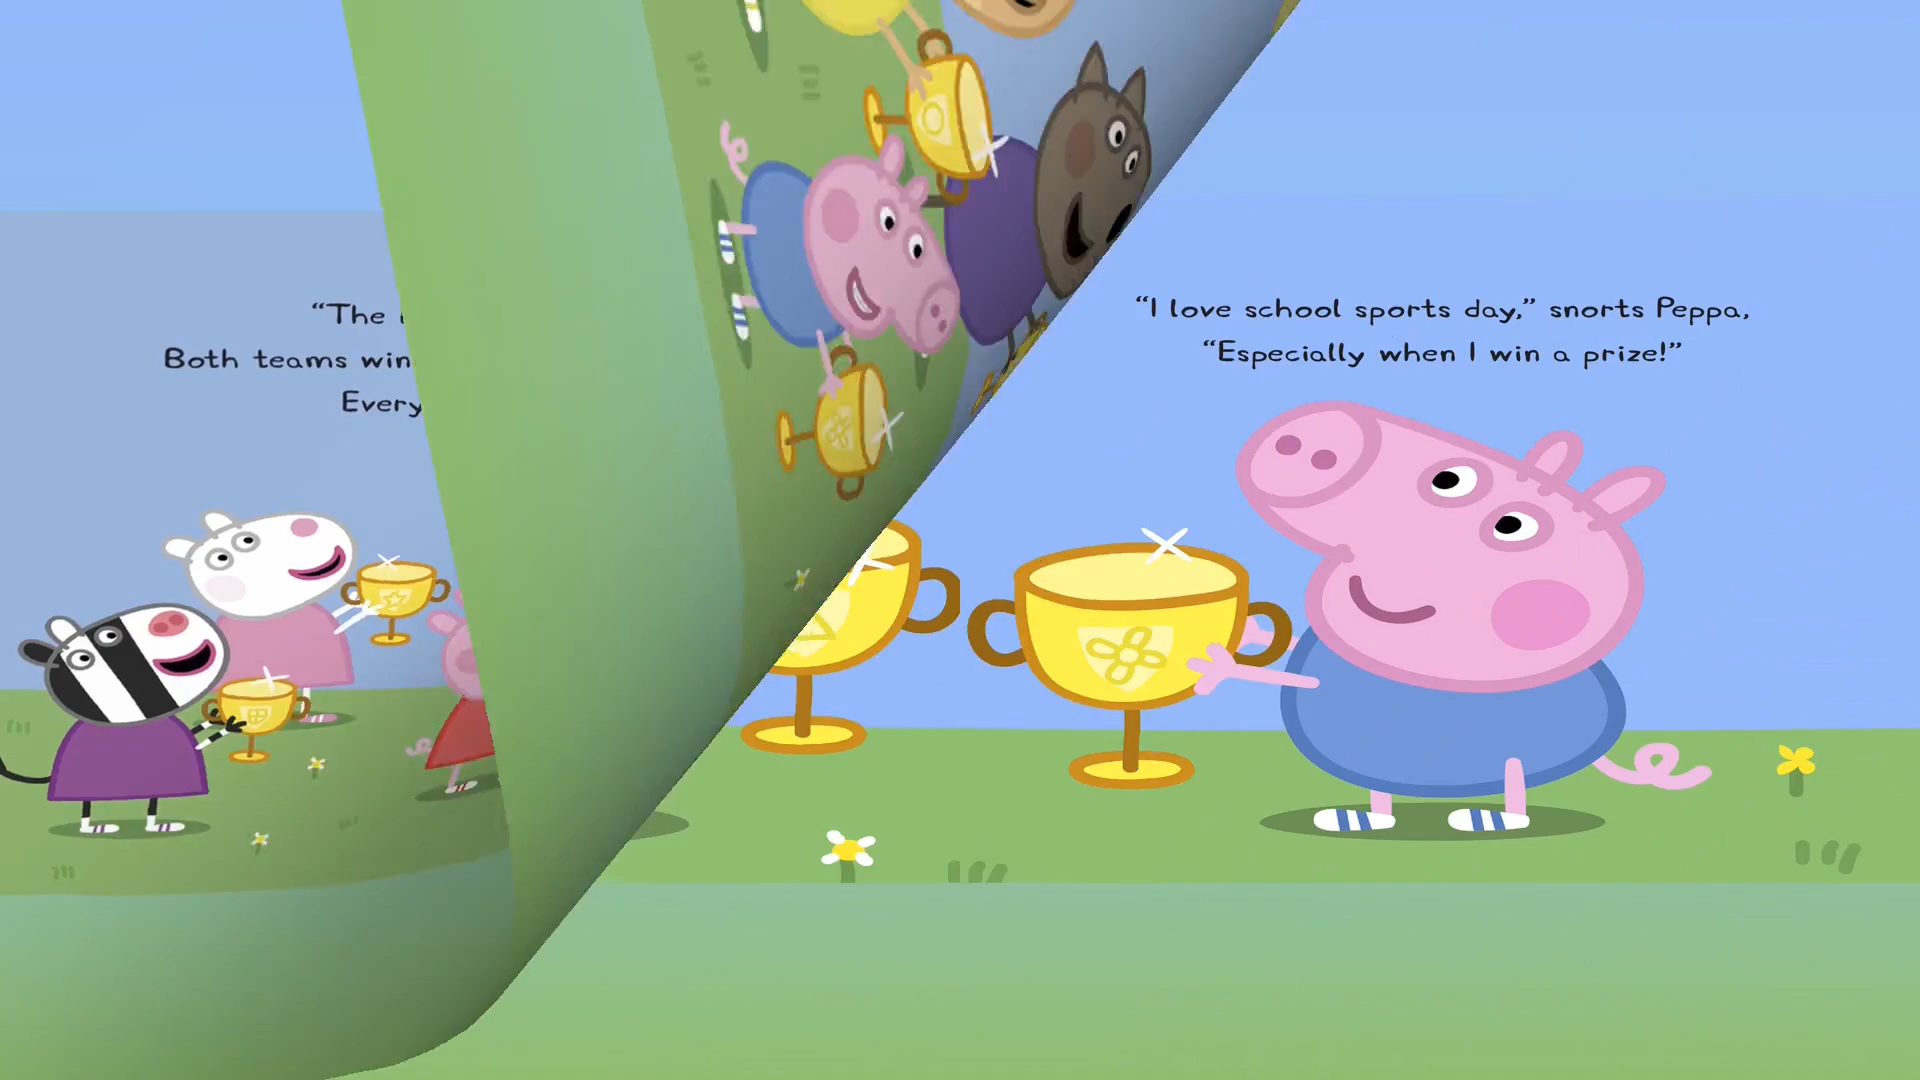 “The
Both teams win
Every
“I love school sports day,” snorts Peppa,
“Especially when I win a prize!”